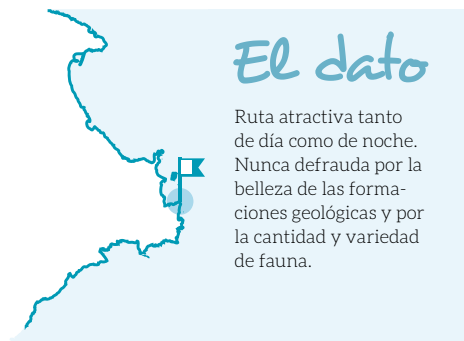 El dato
Ruta atractiva tanto
de día como de noche.
Nunca defrauda por la
belleza de las forma-
ciones geológicas y por
la cantidad y variedad
de fauna.